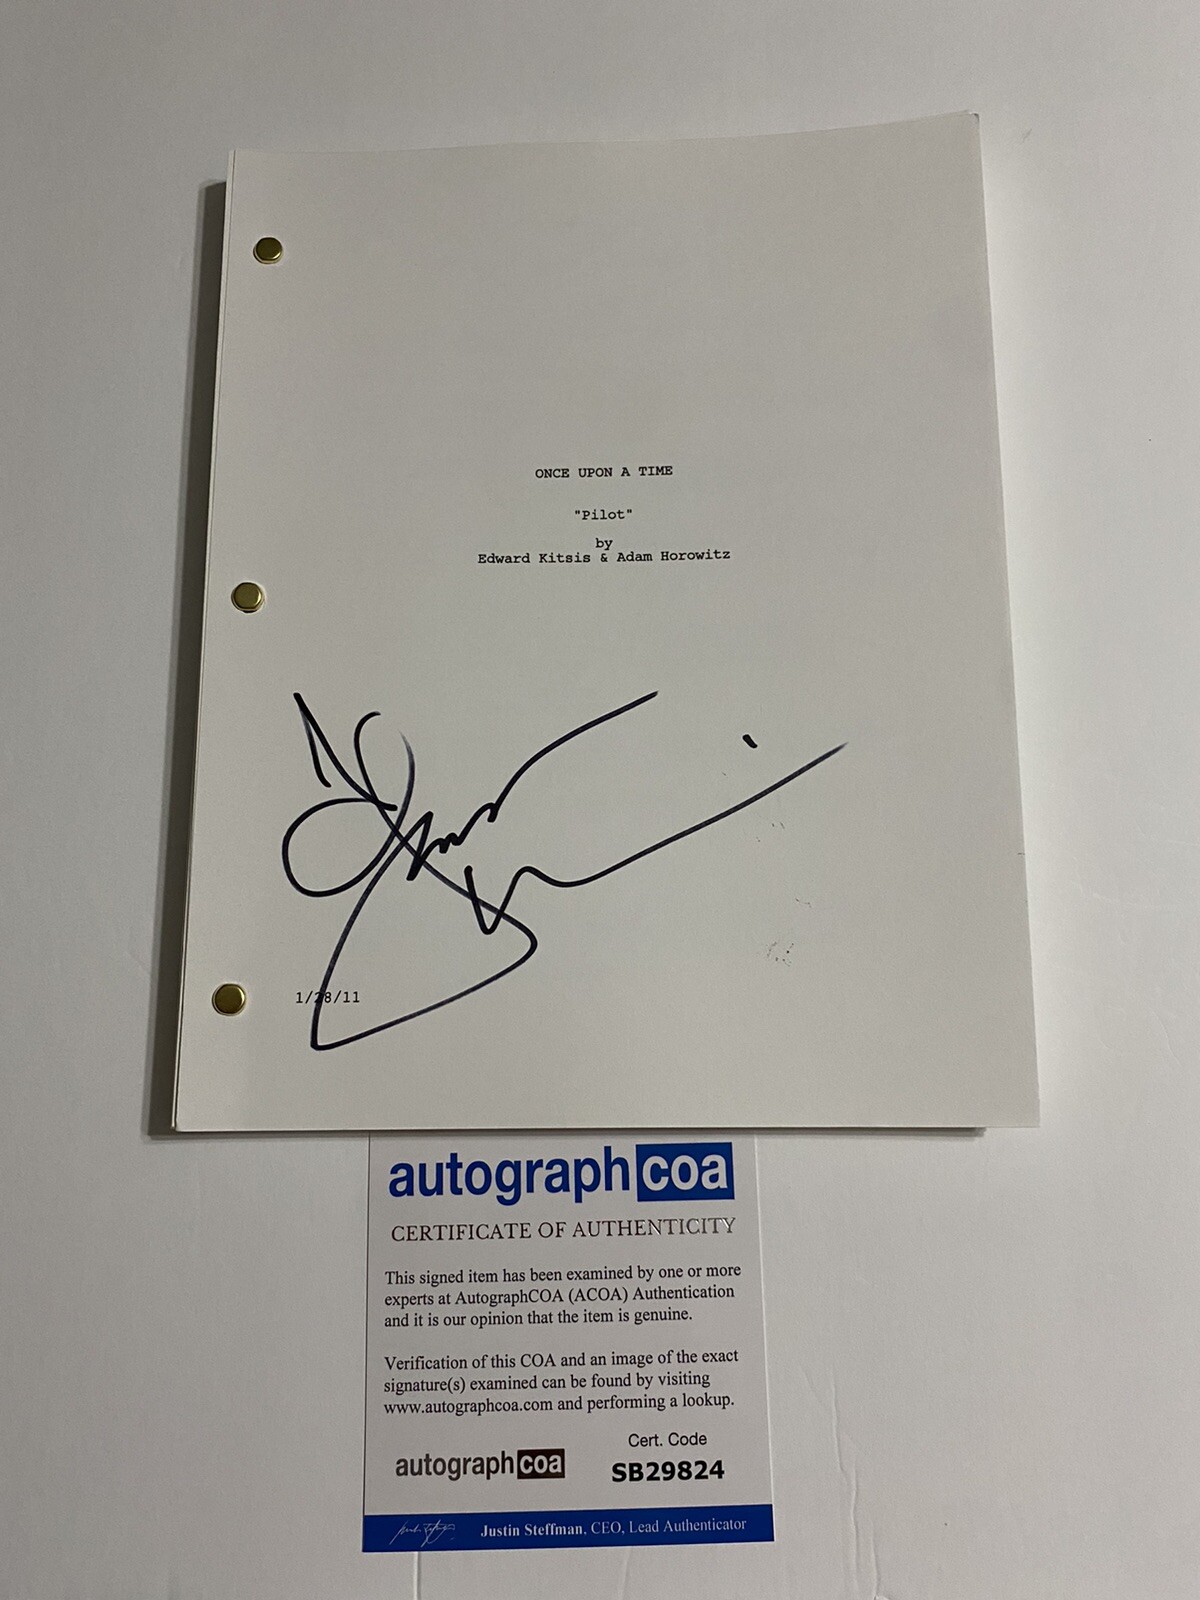 ONCE UPON A TIME
"Pilot"
by
Edward Kitsis & Adam Horowitz
1/28/11
autographcoa
CERTIFICATE OF AUTHENTICITY
This signed item has been examined by one or more
experts at AutographCOA (ACOA) Authentication
and it is our opinion that the item is genuine.
Verification of this COA and an image of the exact
signature(s) examined can be found by visiting
www.autographcoa.com and performing a lookup.
autographcoa
Cert. Code
SB29824
Justin Steffman, CEO, Lead Authenticator